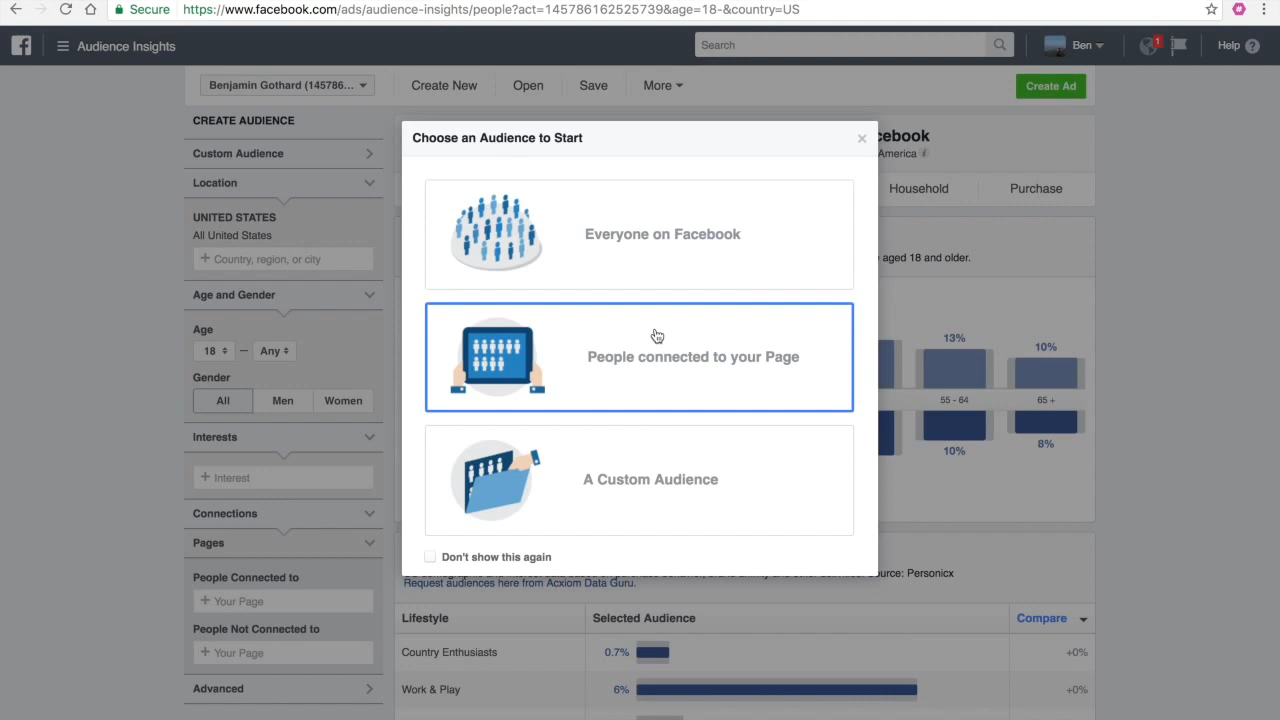 Secure https://www.facebook.com/ads/audience-insights/people?act=145786162525739&age=18-&country=US
Audience Insights
Search
1
Ben
Help ?
Benjamin Gothard (145786...
Create New
Open
Save
More
Create Ad
CREATE AUDIENCE
Custom Audience
Location
UNITED STATES
All United States
+ Country, region, or city
Age and Gender
Age
18 — Any
Gender
All Men Women
Interests
+ Interest
Connections
Pages
People Connected to
+ Your Page
People Not Connected to
+ Your Page
Advanced
Choose an Audience to Start
×
Everyone on Facebook
People connected to your Page
A Custom Audience
Don't show this again
cebook
America i
Household
Purchase
aged 18 and older.
13%
10%
55 - 64
65 +
10%
8%
urce: Personicx
Request audiences here from Acxiom Data Guru.
Lifestyle
Selected Audience
Compare
Country Enthusiasts
0.7%
+0%
Work & Play
6%
+0%